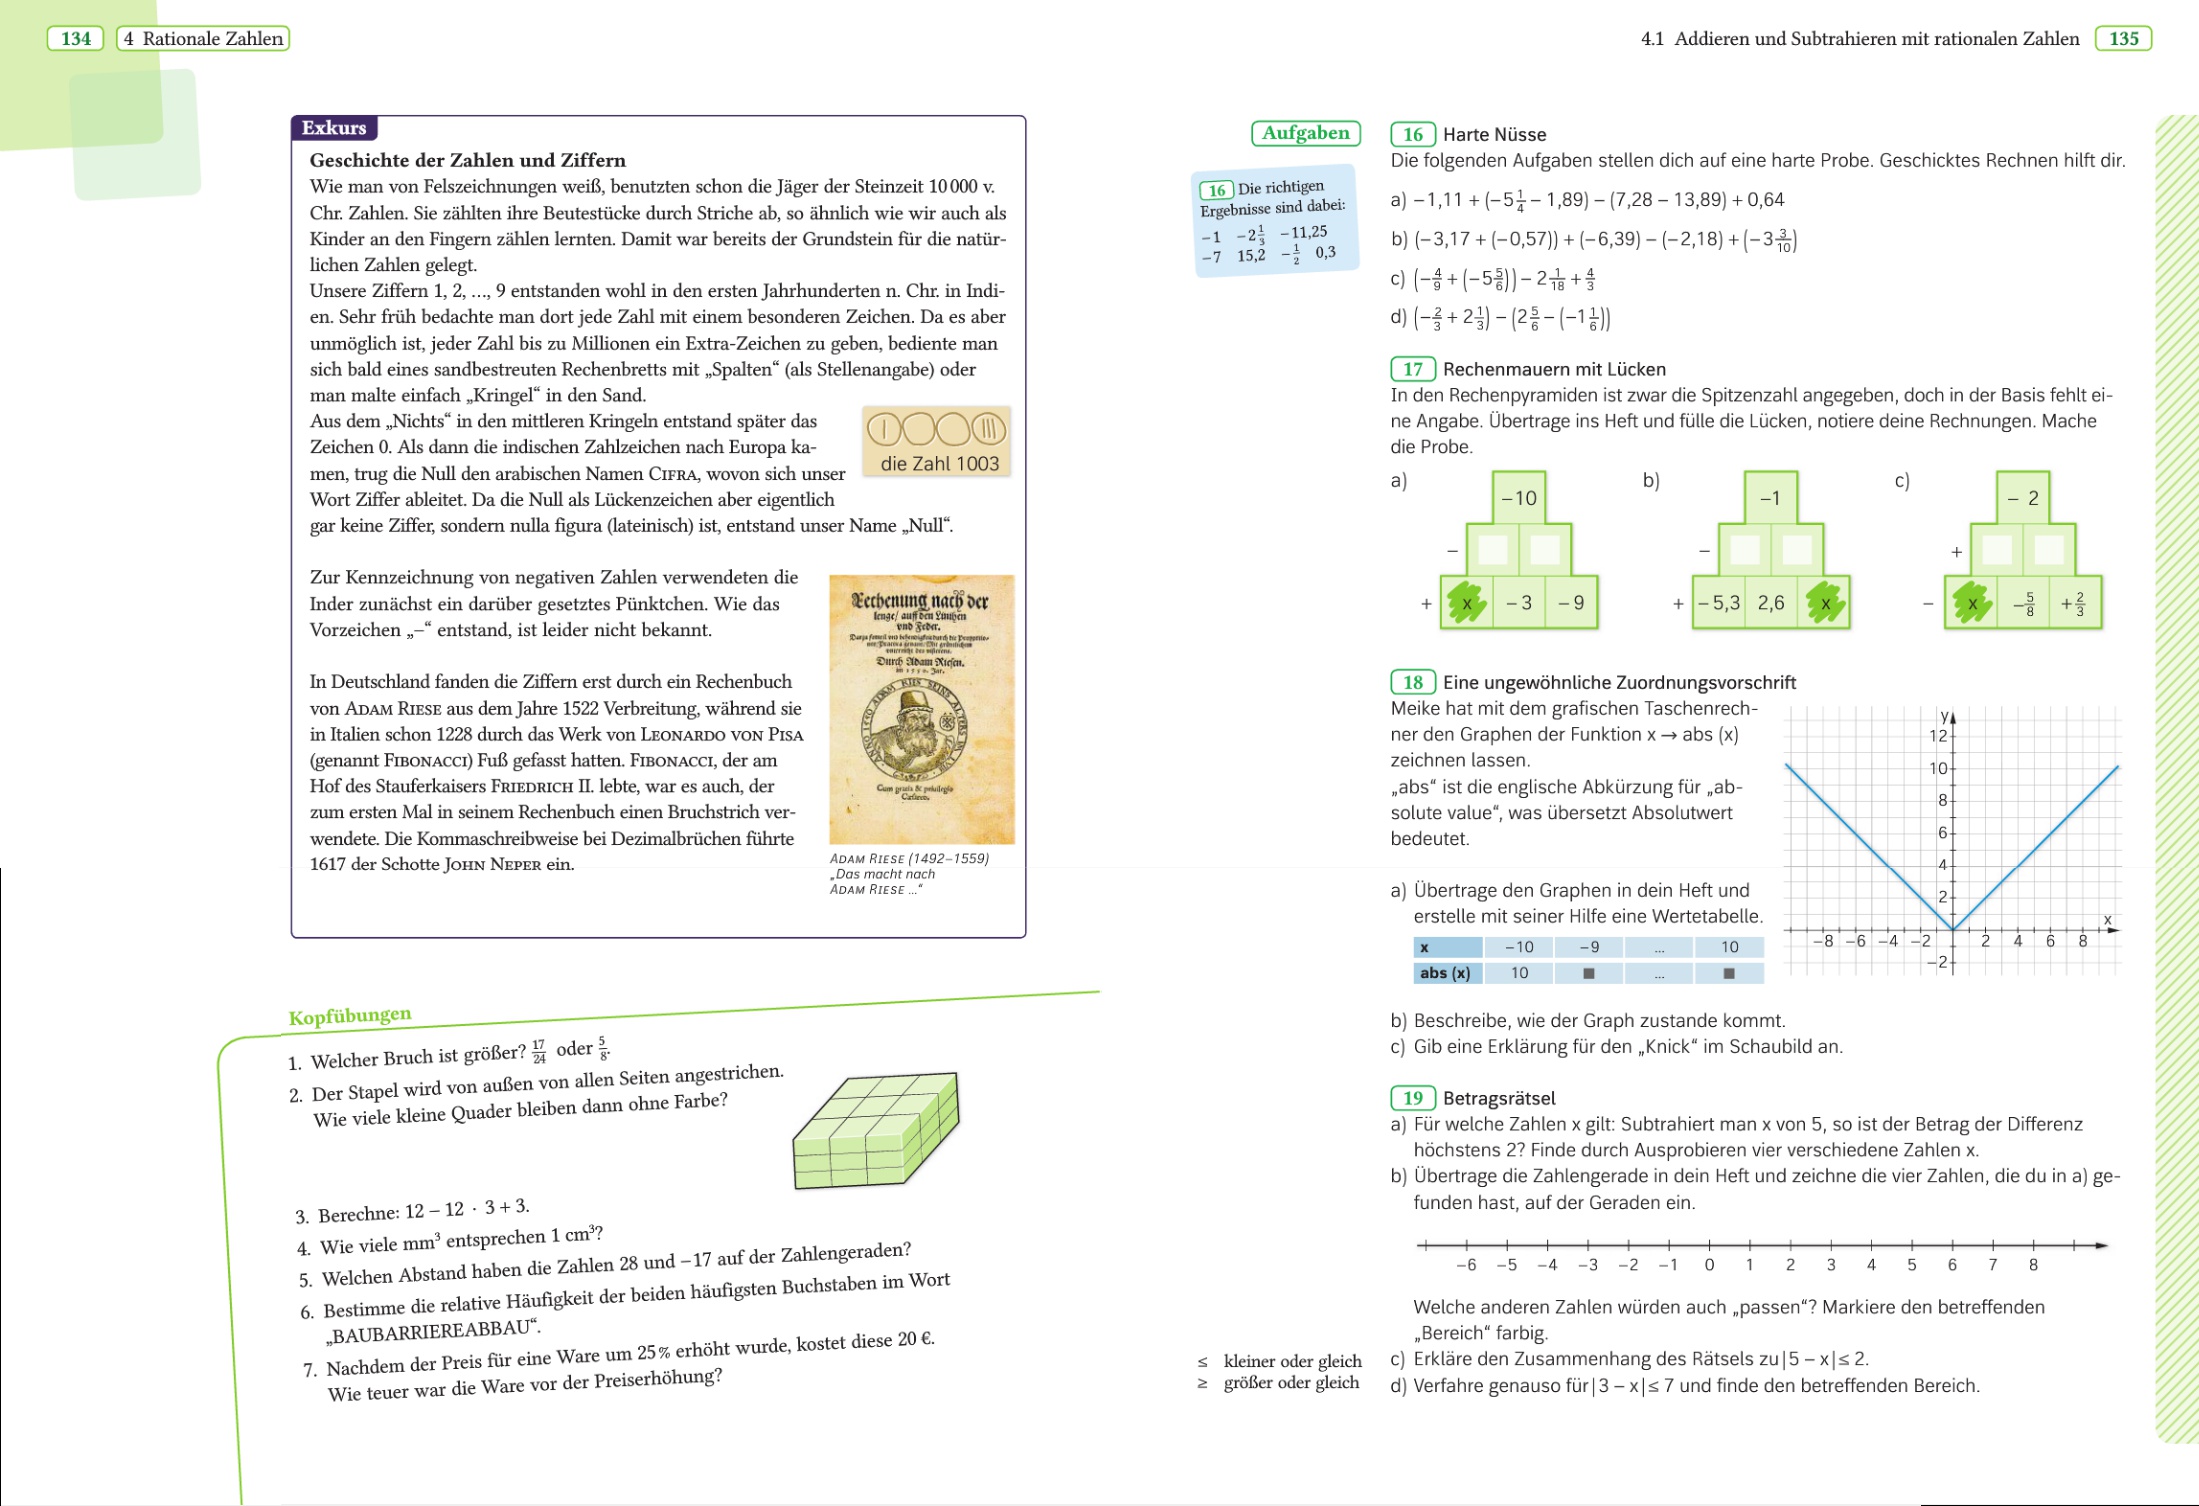 134 4 Rationale Zahlen
Exkurs
Geschichte der Zahlen und Ziffern
Wie man von Felszeichnungen weiß, benutzten schon die Jäger der Steinzeit 10 000 v.
Chr. Zahlen. Sie zählten ihre Beutestücke durch Striche ab, so ähnlich wie wir auch als
Kinder an den Fingern zählen lernten. Damit war bereits der Grundstein für die natür-
lichen Zahlen gelegt.
Unsere Ziffern 1, 2, …, 9 entstanden wohl in den ersten Jahrhunderten n. Chr. in Indi-
en. Sehr früh bedachte man dort jede Zahl mit einem besonderen Zeichen. Da es aber
unmöglich ist, jeder Zahl bis zu Millionen ein Extra-Zeichen zu geben, bediente man
sich bald eines sandbestreuten Rechenbretts mit „Spalten“ (als Stellenangabe) oder
man malte einfach „Kringel“ in den Sand.
Aus dem „Nichts“ in den mittleren Kringeln entstand später das
Zeichen 0. Als dann die indischen Zahlzeichen nach Europa ka-
men, trug die Null den arabischen Namen CIFRA, wovon sich unser
Wort Ziffer ableitet. Da die Null als Lückenzeichen aber eigentlich
gar keine Ziffer, sondern nulla figura (lateinisch) ist, entstand unser Name „Null“.
die Zahl 1003
Zur Kennzeichnung von negativen Zahlen verwendeten die
Inder zunächst ein darüber gesetztes Pünktchen. Wie das
Vorzeichen „–“ entstand, ist leider nicht bekannt.
In Deutschland fanden die Ziffern erst durch ein Rechenbuch
von ADAM RIESE aus dem Jahre 1522 Verbreitung, während sie
in Italien schon 1228 durch das Werk von LEONARDO VON PISA
(genannt FIBONACCI) Fuß gefasst hatten. FIBONACCI, der am
Hof des Stauferkaisers FRIEDRICH II. lebte, war es auch, der
zum ersten Mal in seinem Rechenbuch einen Bruchstrich ver-
wendete. Die Kommaschreibweise bei Dezimalbrüchen führte
1617 der Schotte JOHN NEPER ein.
Rechenung nach der
lenge/ auff den Linihen
vnd Feder.
Durch Adam Riesen.
ADAM RIESE (1492–1559)
„Das macht nach
ADAM RIESE …“
Kopfübungen
1. Welcher Bruch ist größer? 17/24 oder 5/8.
2. Der Stapel wird von außen von allen Seiten angestrichen.
Wie viele kleine Quader bleiben dann ohne Farbe?
3. Berechne: 12 – 12 · 3 + 3.
4. Wie viele mm³ entsprechen 1 cm³?
5. Welchen Abstand haben die Zahlen 28 und –17 auf der Zahlengeraden?
6. Bestimme die relative Häufigkeit der beiden häufigsten Buchstaben im Wort
„BAUBARRIEREABBAU“.
7. Nachdem der Preis für eine Ware um 25 % erhöht wurde, kostet diese 20 €.
Wie teuer war die Ware vor der Preiserhöhung?
4.1 Addieren und Subtrahieren mit rationalen Zahlen 135
Aufgaben
16 Die richtigen
Ergebnisse sind dabei:
–1 –2 1/3 –11,25
–7 15,2 –1/2 0,3
16 Harte Nüsse
Die folgenden Aufgaben stellen dich auf eine harte Probe. Geschicktes Rechnen hilft dir.
a) –1,11 + (–5 1/4 – 1,89) – (7,28 – 13,89) + 0,64
b) (–3,17 + (–0,57)) + (–6,39) – (–2,18) + (–3 3/10)
c) (–4/9 + (–5 5/6)) – 2 1/18 + 4/3
d) (–2/3 + 2 1/3) – (2 5/6 – (–1 1/6))
17 Rechenmauern mit Lücken
In den Rechenpyramiden ist zwar die Spitzenzahl angegeben, doch in der Basis fehlt ei-
ne Angabe. Übertrage ins Heft und fülle die Lücken, notiere deine Rechnungen. Mache
die Probe.
a) –10
–
+ x –3 –9
b) –1
–
+ –5,3 2,6 x
c) – 2
+
– x –5/8 +2/3
18 Eine ungewöhnliche Zuordnungsvorschrift
Meike hat mit dem grafischen Taschenrech-
ner den Graphen der Funktion x → abs (x)
zeichnen lassen.
„abs“ ist die englische Abkürzung für „ab-
solute value“, was übersetzt Absolutwert
bedeutet.
a) Übertrage den Graphen in dein Heft und
erstelle mit seiner Hilfe eine Wertetabelle.
x –10 –9 … 10
abs (x) 10 ■ … ■
y
12
10
8
6
4
2
x
–8 –6 –4 –2 2 4 6 8
–2
b) Beschreibe, wie der Graph zustande kommt.
c) Gib eine Erklärung für den „Knick“ im Schaubild an.
19 Betragsrätsel
a) Für welche Zahlen x gilt: Subtrahiert man x von 5, so ist der Betrag der Differenz
höchstens 2? Finde durch Ausprobieren vier verschiedene Zahlen x.
b) Übertrage die Zahlengerade in dein Heft und zeichne die vier Zahlen, die du in a) ge-
funden hast, auf der Geraden ein.
–6 –5 –4 –3 –2 –1 0 1 2 3 4 5 6 7 8
Welche anderen Zahlen würden auch „passen“? Markiere den betreffenden
„Bereich“ farbig.
≤ kleiner oder gleich
≥ größer oder gleich
c) Erkläre den Zusammenhang des Rätsels zu |5 – x| ≤ 2.
d) Verfahre genauso für |3 – x| ≤ 7 und finde den betreffenden Bereich.